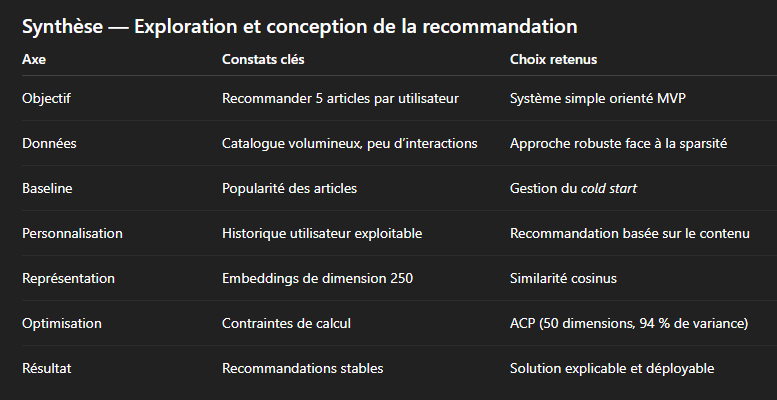 Synthèse — Exploration et conception de la recommandation
Axe Constats clés Choix retenus
Objectif Recommander 5 articles par utilisateur Système simple orienté MVP
Données Catalogue volumineux, peu d’interactions Approche robuste face à la sparsité
Baseline Popularité des articles Gestion du cold start
Personnalisation Historique utilisateur exploitable Recommandation basée sur le contenu
Représentation Embeddings de dimension 250 Similarité cosinus
Optimisation Contraintes de calcul ACP (50 dimensions, 94 % de variance)
Résultat Recommandations stables Solution explicable et déployable